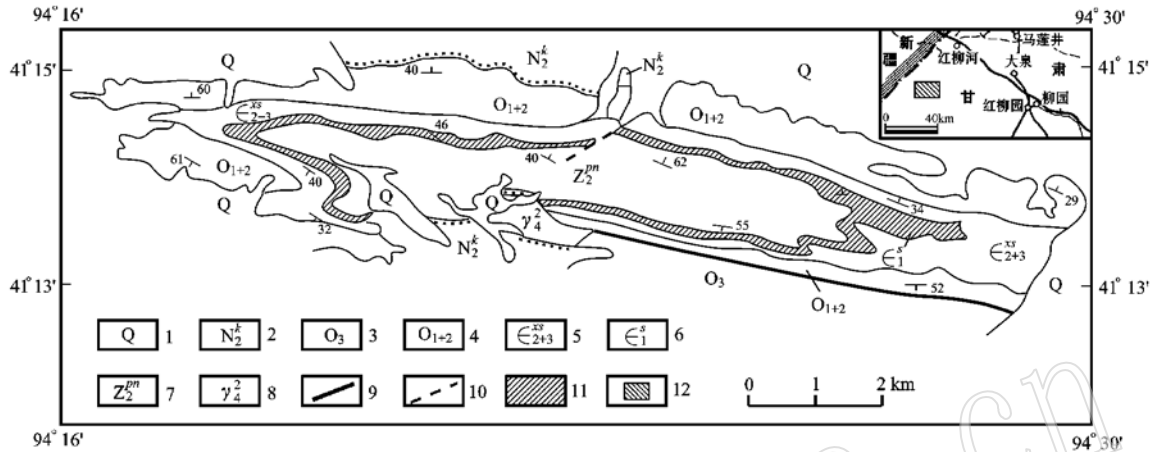 94°16' 94°30'
41°15' 41°15'
41°13' 41°13'
94°16' 94°30'
新
疆
红柳河
马莲井
大泉
肃
甘
红柳园
柳园
0 40km
Q
N₂ᵏ
40
N₂ᵏ
Q
60
O₁₊₂
O₁₊₂
∈₂₋₃ˣˢ
46
61
O₁₊₂
40
Z₂ᵖⁿ
62
40
Q
Q
Q
29
34
32
N₂ᵏ
γ₄²
55
∈₁ˢ
∈₂₊₃ˣˢ
O₃
O₁₊₂
52
Q
Q 1 N₂ᵏ 2 O₃ 3 O₁₊₂ 4 ∈₂₊₃ˣˢ 5 ∈₁ˢ 6
Z₂ᵖⁿ 7 γ₄² 8 9 10 11 12
0 1 2 km